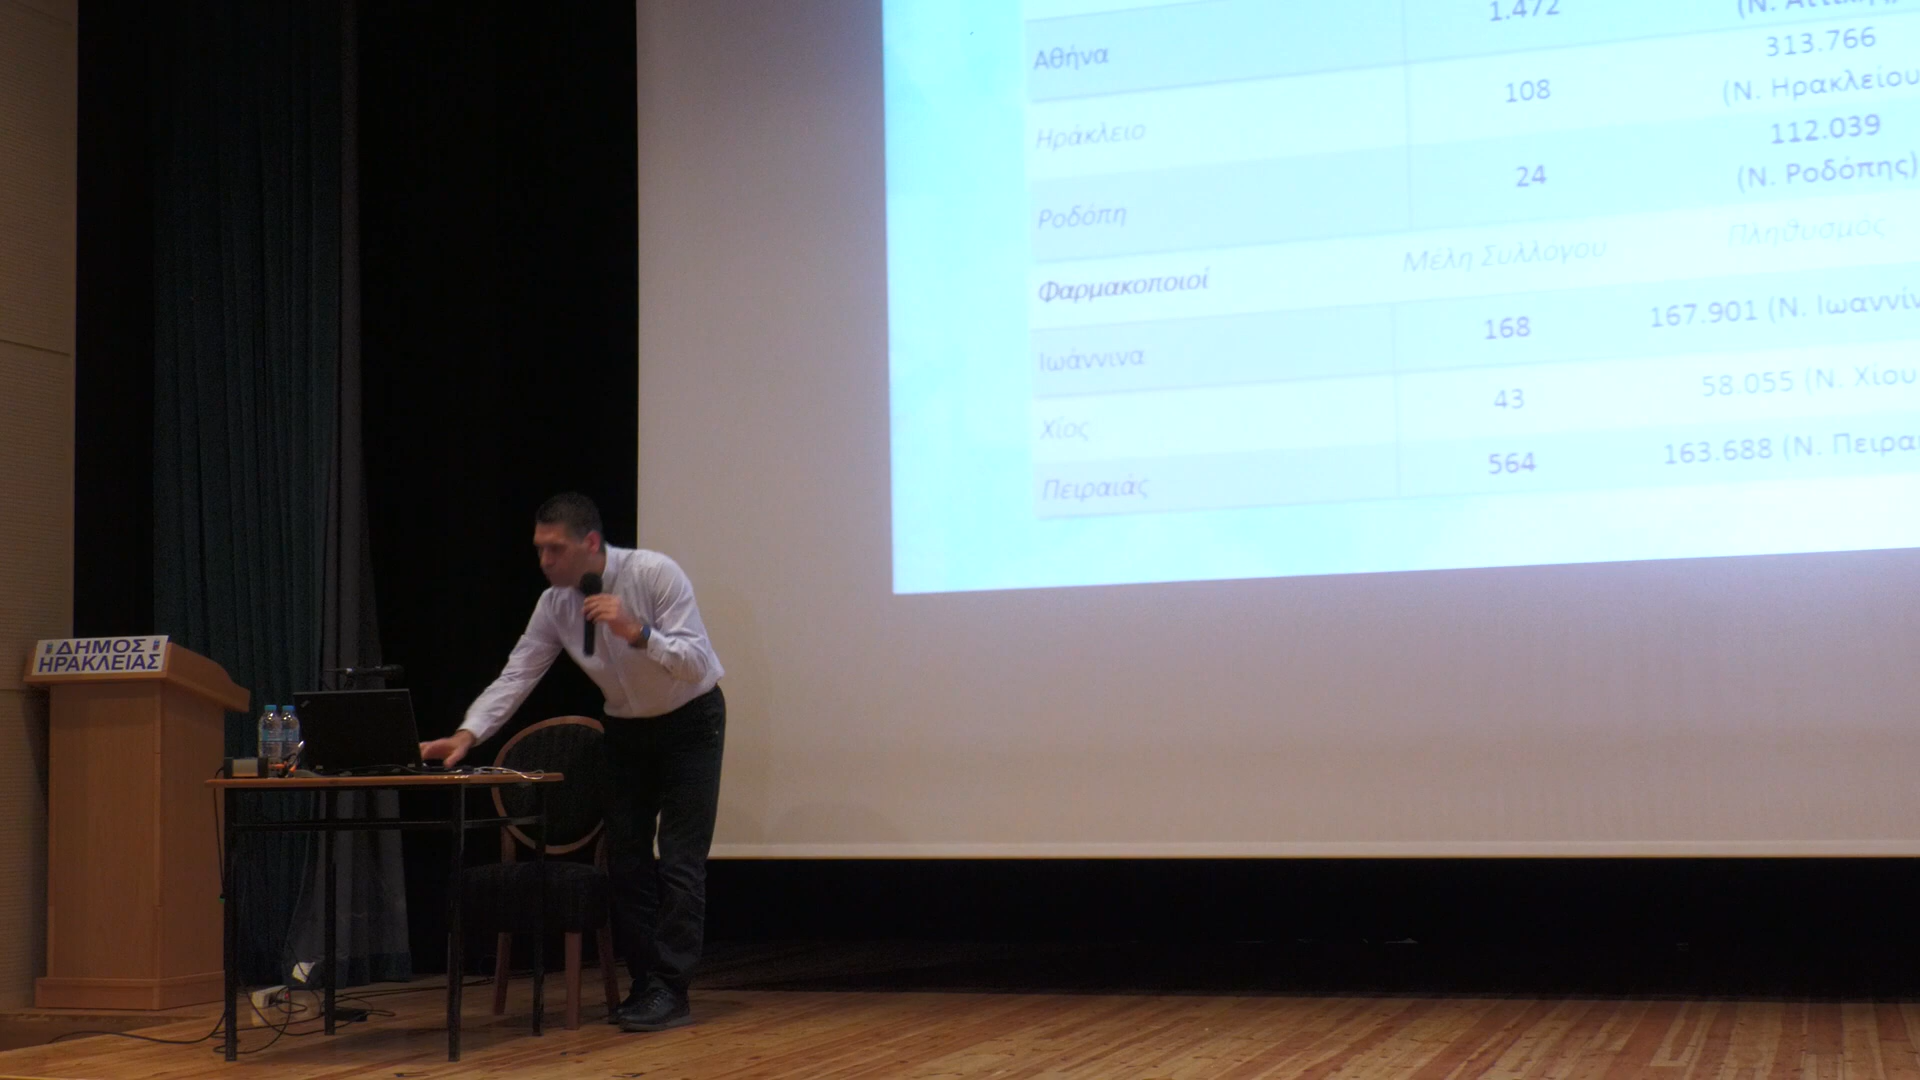 1.472
Αθήνα
313.766
108
(Ν. Ηρακλείου
Ηράκλειο
112.039
24
(Ν. Ροδόπης)
Ροδόπη
Φαρμακοποιοί Μέλη Συλλόγου Πληθυσμός
Ιωάννινα 168 167.901 (Ν. Ιωαννίν
Χίος 43 58.055 (Ν. Χίου
Πειραιάς 564 163.688 (Ν. Πειρα
ΔΗΜΟΣ
ΗΡΑΚΛΕΙΑΣ